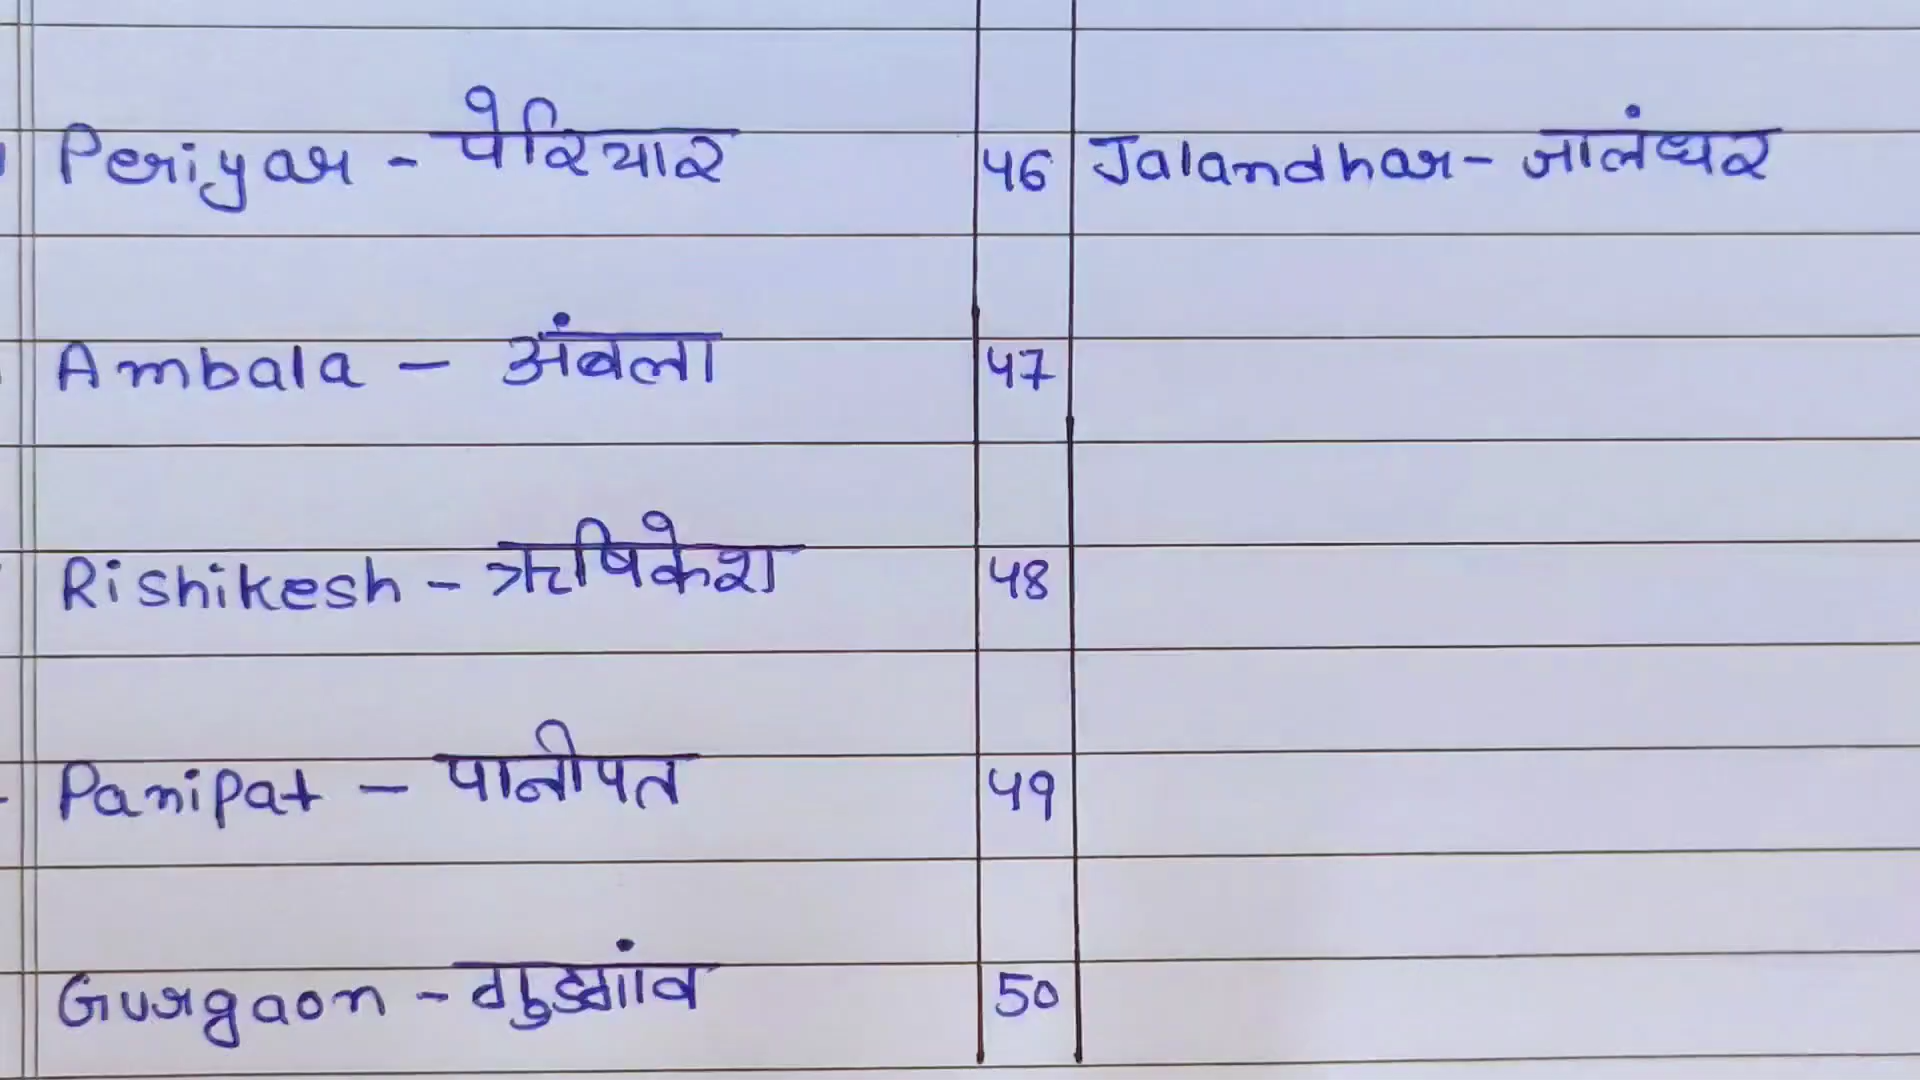 Periyar - पेरियार 46 Jalandhar - जालंधर
Ambala - अंबला 47
Rishikesh - ऋषिकेश 48
Panipat - पानीपत 49
Gurgaon - गुड़गांव 50